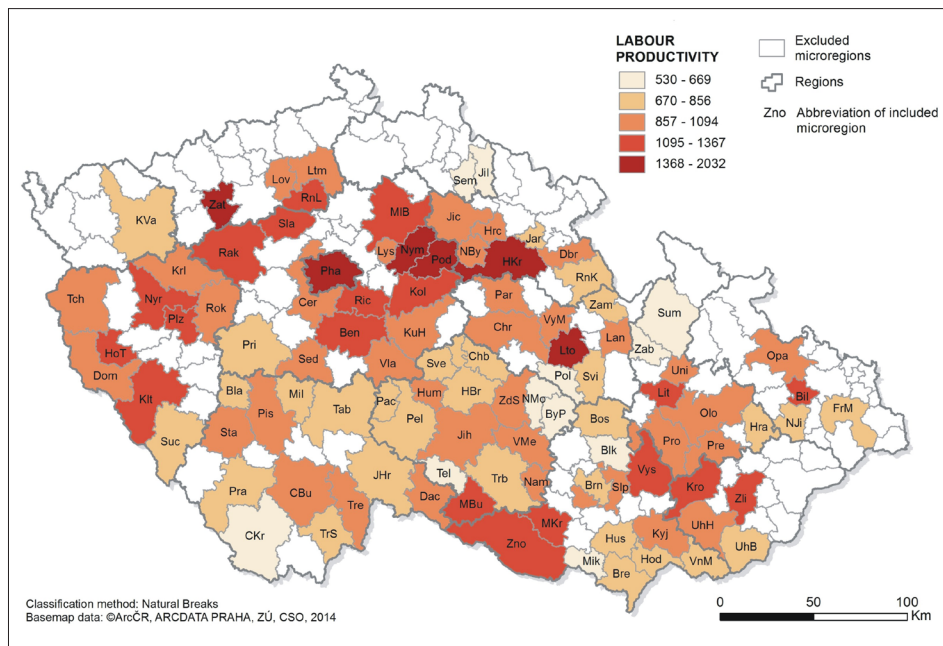 LABOUR
PRODUCTIVITY
530 - 669
670 - 856
857 - 1094
1095 - 1367
1368 - 2032
Excluded
microregions
Regions
Zno Abbreviation of included
microregion
Lov Ltm
Sem Jil
KVa Zat RnL
Sla MlB Jic Hrc Jar
Rak Lys Nym Pod NBy HKr Dbr
Tch Krl Pha RnK
Nyr Rok Cer Ric Kol Par Zam Sum
Plz Ben KuH Chr VyM Lan
HoT Pri Sed Vla Sve Chb Lto Zab Opa
Dom Pol Svi Uni
Klt Bla Mil Tab Pac Hum HBr NMo Lit Bil
Suc Sta Pis Pel ZdS ByP Bos Olo FrM
Jih VMe Blk Pro Pre Hra NJi
Pra CBu JHr Tel Trb Vys
Tre Dac Nam Brn Slp Kro Zli
CKr TrS MBu MKr UhH
Zno Hus Kyj UhB
Mik Bre Hod VnM
Classification method: Natural Breaks
Basemap data: ©ArcČR, ARCDATA PRAHA, ZÚ, CSO, 2014
0 50 100
Km